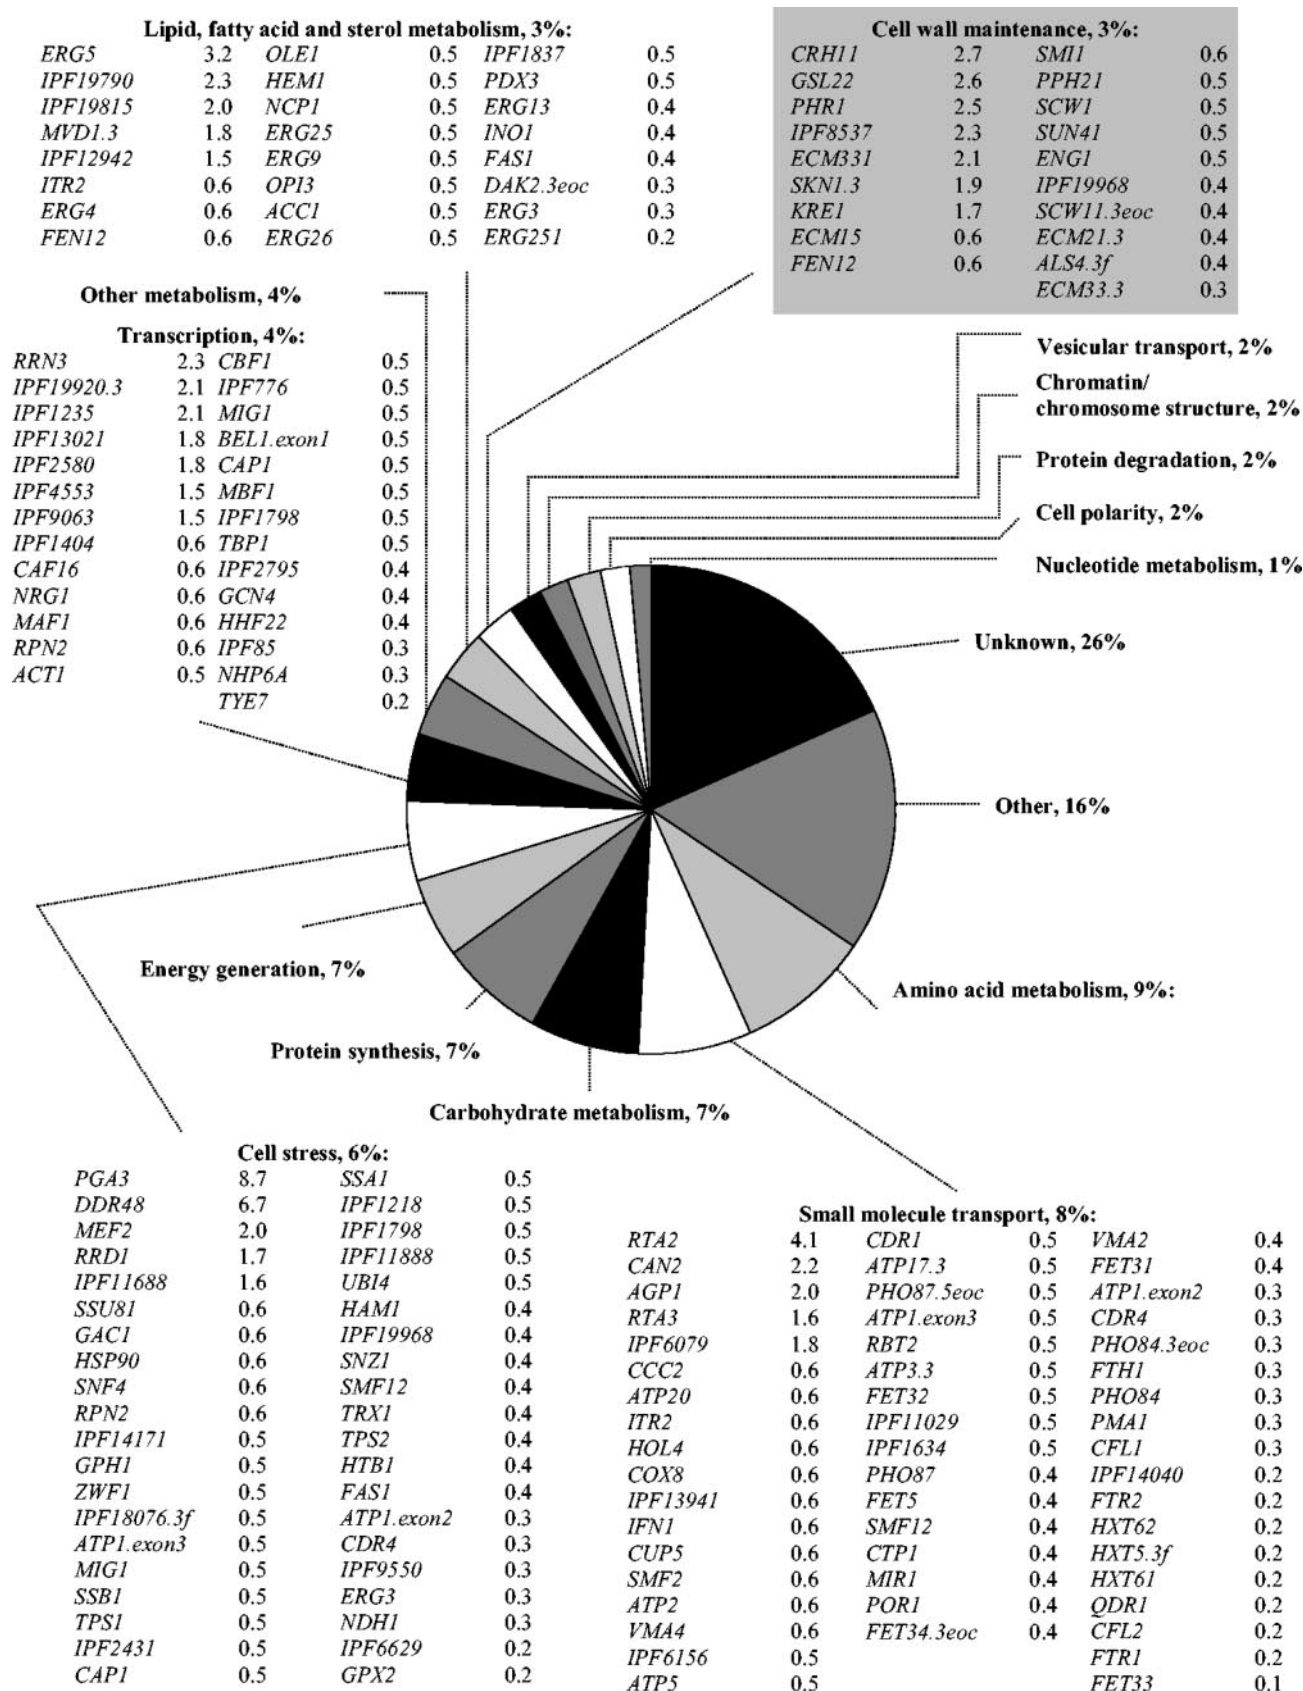 Lipid, fatty acid and sterol metabolism, 3%:
ERG5 3.2 OLE1 0.5 IPF1837 0.5
IPF19790 2.3 HEM1 0.5 PDX3 0.5
IPF19815 2.0 NCP1 0.5 ERG13 0.4
MVD1.3 1.8 ERG25 0.5 INO1 0.4
IPF12942 1.5 ERG9 0.5 FAS1 0.4
ITR2 0.6 OPI3 0.5 DAK2.3eoc 0.3
ERG4 0.6 ACC1 0.5 ERG3 0.3
FEN12 0.6 ERG26 0.5 ERG251 0.2
Cell wall maintenance, 3%:
CRH11 2.7 SMI1 0.6
GSL22 2.6 PPH21 0.5
PHR1 2.5 SCW1 0.5
IPF8537 2.3 SUN41 0.5
ECM331 2.1 ENG1 0.5
SKN1.3 1.9 IPF19968 0.4
KRE1 1.7 SCW11.3eoc 0.4
ECM15 0.6 ECM21.3 0.4
FEN12 0.6 ALS4.3f 0.4
ECM33.3 0.3
Other metabolism, 4%
Transcription, 4%:
RRN3 2.3 CBF1 0.5
IPF19920.3 2.1 IPF776 0.5
IPF1235 2.1 MIG1 0.5
IPF13021 1.8 BEL1.exon1 0.5
IPF2580 1.8 CAP1 0.5
IPF4553 1.5 MBF1 0.5
IPF9063 1.5 IPF1798 0.5
IPF1404 0.6 TBP1 0.5
CAF16 0.6 IPF2795 0.4
NRG1 0.6 GCN4 0.4
MAF1 0.6 HHF22 0.4
RPN2 0.6 IPF85 0.3
ACT1 0.5 NHP6A 0.3
TYE7 0.2
Vesicular transport, 2%
Chromatin/
chromosome structure, 2%
Protein degradation, 2%
Cell polarity, 2%
Nucleotide metabolism, 1%
Unknown, 26%
Other, 16%
Amino acid metabolism, 9%:
Energy generation, 7%
Protein synthesis, 7%
Carbohydrate metabolism, 7%
Cell stress, 6%:
PGA3 8.7 SSA1 0.5
DDR48 6.7 IPF1218 0.5
MEF2 2.0 IPF1798 0.5
RRD1 1.7 IPF11888 0.5
IPF11688 1.6 UBI4 0.5
SSU81 0.6 HAM1 0.4
GAC1 0.6 IPF19968 0.4
HSP90 0.6 SNZ1 0.4
SNF4 0.6 SMF12 0.4
RPN2 0.6 TRX1 0.4
IPF14171 0.5 TPS2 0.4
GPH1 0.5 HTB1 0.4
ZWF1 0.5 FAS1 0.4
IPF18076.3f 0.5 ATP1.exon2 0.3
ATP1.exon3 0.5 CDR4 0.3
MIG1 0.5 IPF9550 0.3
SSB1 0.5 ERG3 0.3
TPS1 0.5 NDH1 0.3
IPF2431 0.5 IPF6629 0.2
CAP1 0.5 GPX2 0.2
Small molecule transport, 8%:
RTA2 4.1 CDR1 0.5 VMA2 0.4
CAN2 2.2 ATP17.3 0.5 FET31 0.4
AGP1 2.0 PHO87.5eoc 0.5 ATP1.exon2 0.3
RTA3 1.6 ATP1.exon3 0.5 CDR4 0.3
IPF6079 1.8 RBT2 0.5 PHO84.3eoc 0.3
CCC2 0.6 ATP3.3 0.5 FTH1 0.3
ATP20 0.6 FET32 0.5 PHO84 0.3
ITR2 0.6 IPF11029 0.5 PMA1 0.3
HOL4 0.6 IPF1634 0.5 CFL1 0.3
COX8 0.6 PHO87 0.4 IPF14040 0.2
IPF13941 0.6 FET5 0.4 FTR2 0.2
IFN1 0.6 SMF12 0.4 HXT62 0.2
CUP5 0.6 CTP1 0.4 HXT5.3f 0.2
SMF2 0.6 MIR1 0.4 HXT61 0.2
ATP2 0.6 POR1 0.4 QDR1 0.2
VMA4 0.6 FET34.3eoc 0.4 CFL2 0.2
IPF6156 0.5 FTR1 0.2
ATP5 0.5 FET33 0.1